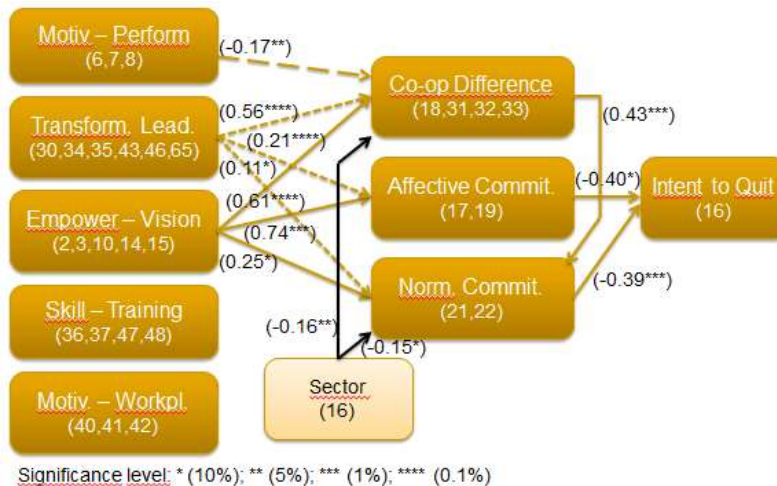 Motiv – Perform
(6,7,8)
(-0.17**)
Co-op Difference
(18,31,32,33)
Transform. Lead.
(30,34,35,43,46,65)
(0.56****)
(0.21****)
(0.11*)
(0.43***)
Affective Commit.
(17,19)
(-0.40*)
Intent to Quit
(16)
Empower – Vision
(2,3,10,14,15)
(0.61****)
(0.74***)
(0.25*)
Norm. Commit.
(21,22)
(-0.39***)
Skill – Training
(36,37,47,48)
(-0.16**)
(-0.15*)
Sector
(16)
Motiv. – Workpl.
(40,41,42)
Significance level: * (10%); ** (5%); *** (1%); **** (0.1%)